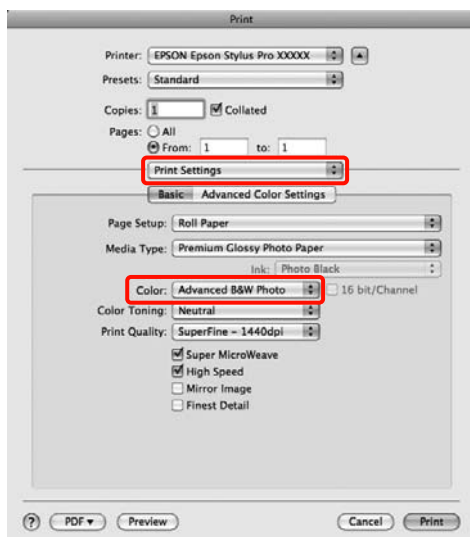 Print
Printer: EPSON Epson Stylus Pro XXXXX
Presets: Standard
Copies: 1 Collated
Pages: All
From: 1 to: 1
Print Settings
Basic Advanced Color Settings
Page Setup: Roll Paper
Media Type: Premium Glossy Photo Paper
Ink: Photo Black
Color: Advanced B&W Photo 16 bit/Channel
Color Toning: Neutral
Print Quality: SuperFine - 1440dpi
Super MicroWeave
High Speed
Mirror Image
Finest Detail
? PDF Preview Cancel Print